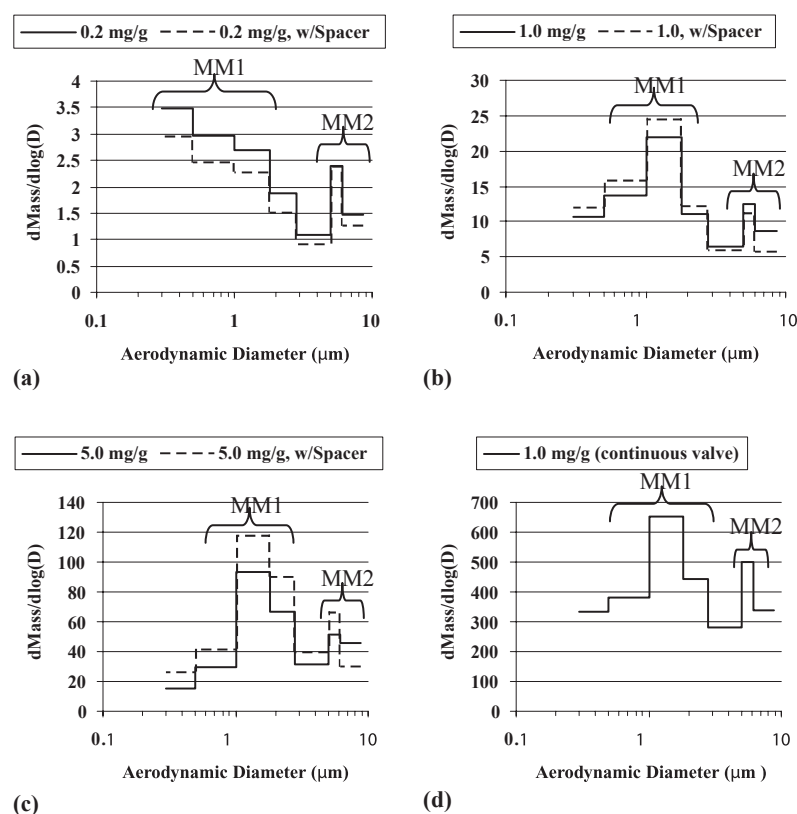 0.2 mg/g 0.2 mg/g, w/Spacer
MM1
MM2
4
3.5
3
2.5
2
1.5
1
0.5
0
dMass/dlog(D)
0.1 1 10
Aerodynamic Diameter (μm)
(a)
1.0 mg/g 1.0, w/Spacer
MM1
MM2
30
25
20
15
10
5
0
dMass/dlog(D)
0.1 1 10
Aerodynamic Diameter (μm)
(b)
5.0 mg/g 5.0 mg/g, w/Spacer
MM1
MM2
140
120
100
80
60
40
20
0
dMass/dlog(D)
0.1 1 10
Aerodynamic Diameter (μm)
(c)
1.0 mg/g (continuous valve)
MM1
MM2
700
600
500
400
300
200
100
0
dMass/dlog(D)
0.1 1 10
Aerodynamic Diameter (μm )
(d)